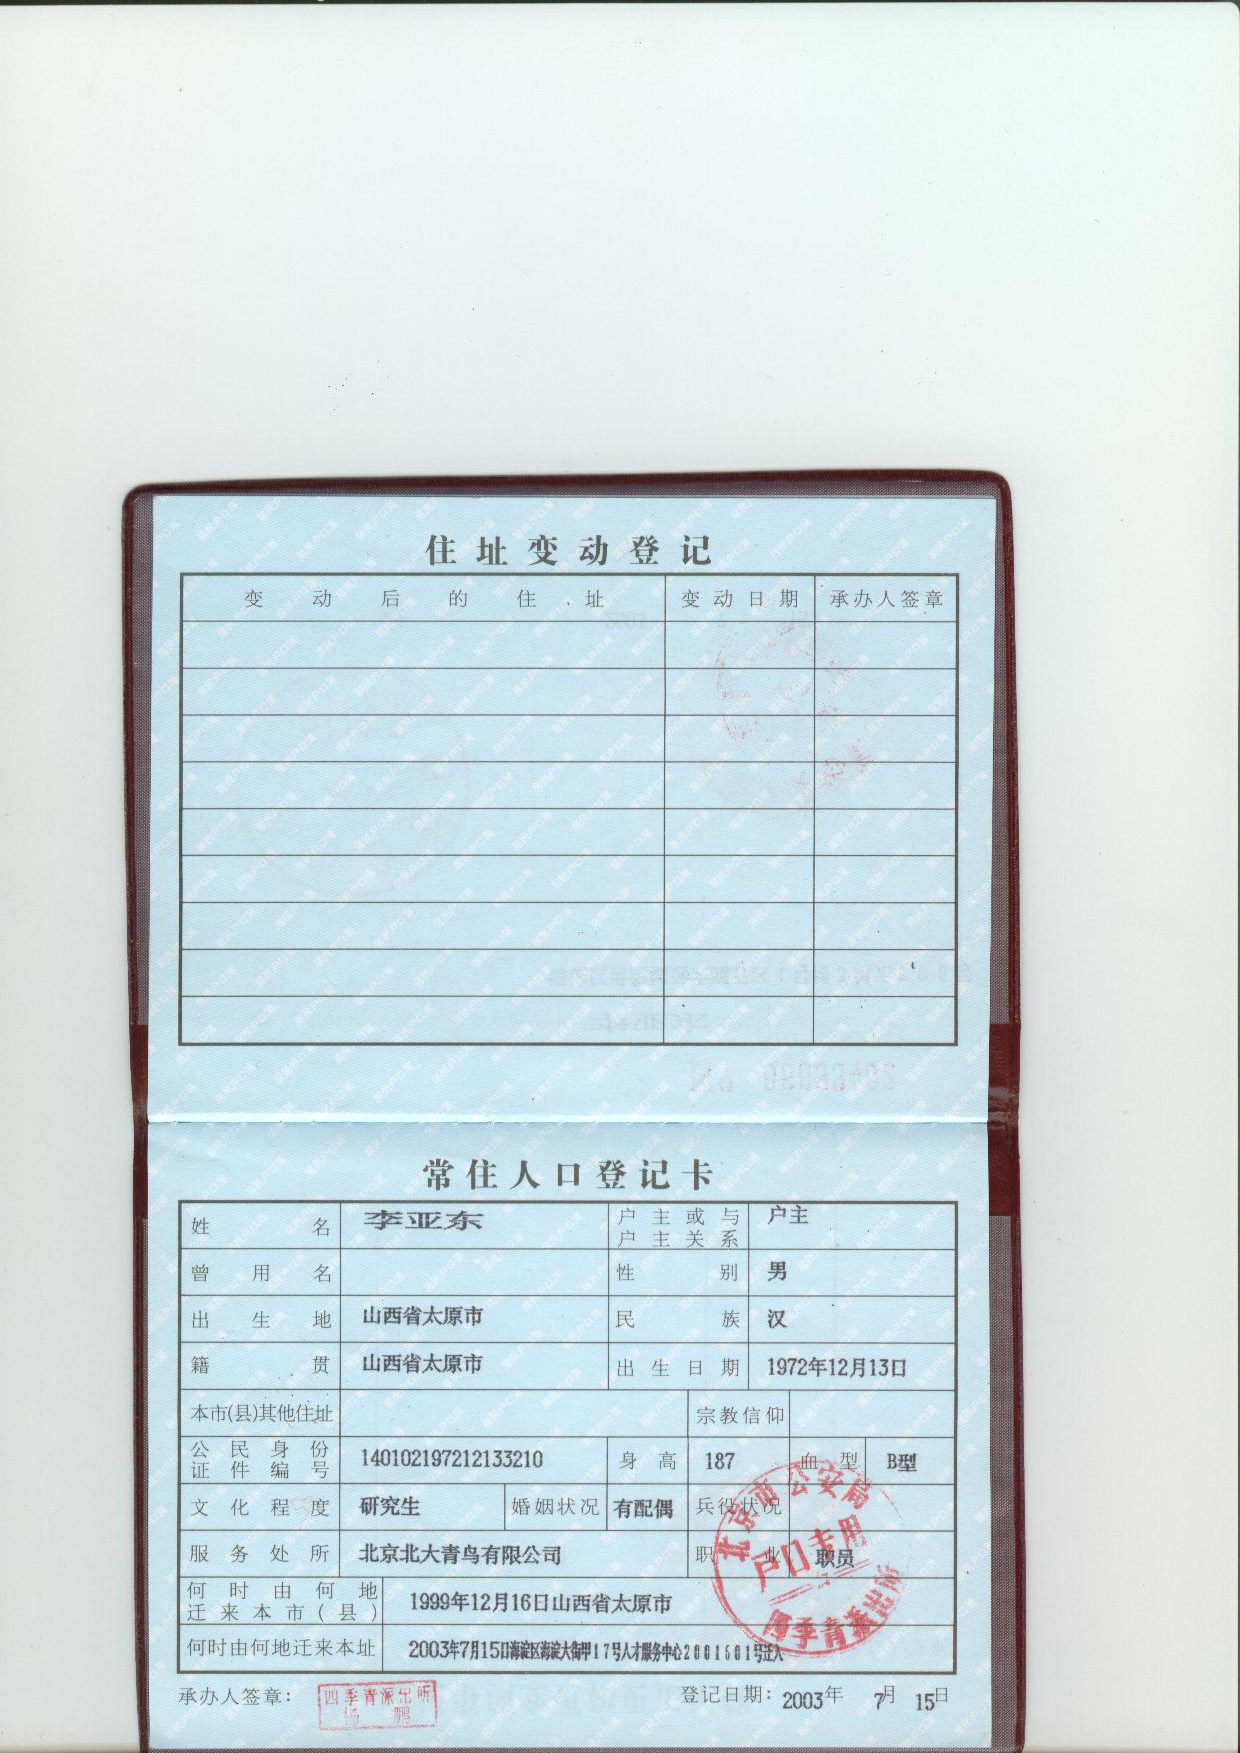 住址变动登记
变动后的住址 变动日期 承办人签章
常住人口登记卡
姓名 李亚东 户主或与户主关系 户主
曾用名 性别 男
出生地 山西省太原市 民族 汉
籍贯 山西省太原市 出生日期 1972年12月13日
本市(县)其他住址 宗教信仰
公民身份证件编号 140102197212133210 身高 187 血型 B型
文化程度 研究生 婚姻状况 有配偶 兵役状况
服务处所 北京北大青鸟有限公司 职业 职员
何时由何地迁来本市(县) 1999年12月16日山西省太原市
何时由何地迁来本址 2003年7月15日海淀区海淀大街甲17号人才服务中心2001601号迁入
北京市公安局
户口专用
四季青派出所
承办人签章: 四季青派出所 杨鹏 登记日期: 2003年7月15日